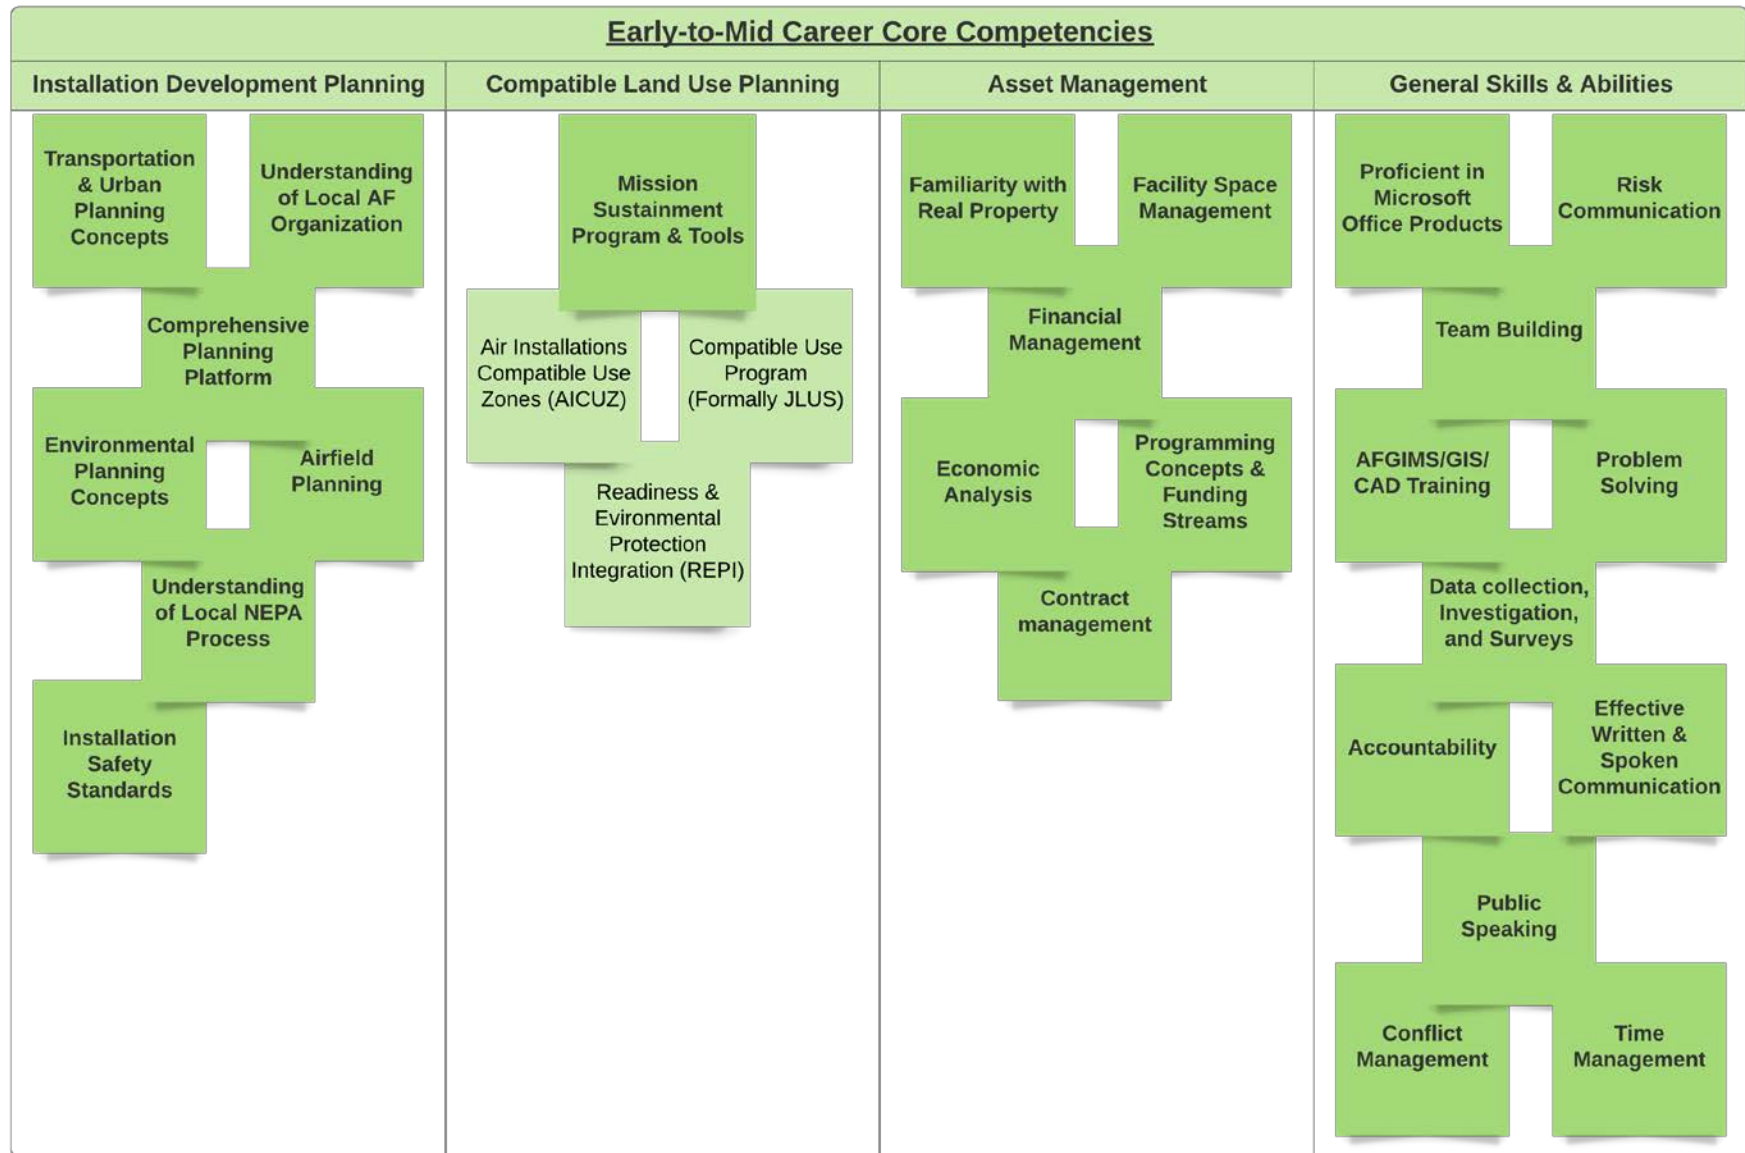 Early-to-Mid Career Core Competencies
Installation Development Planning
Compatible Land Use Planning
Asset Management
General Skills & Abilities
Transportation
& Urban
Planning
Concepts
Understanding
of Local AF
Organization
Comprehensive
Planning
Platform
Environmental
Planning
Concepts
Airfield
Planning
Understanding
of Local NEPA
Process
Installation
Safety
Standards
Mission
Sustainment
Program & Tools
Air Installations
Compatible Use
Zones (AICUZ)
Compatible Use
Program
(Formally JLUS)
Readiness &
Evironmental
Protection
Integration (REPI)
Familiarity with
Real Property
Facility Space
Management
Financial
Management
Economic
Analysis
Programming
Concepts &
Funding
Streams
Contract
management
Proficient in
Microsoft
Office Products
Risk
Communication
Team Building
AFGIMS/GIS/
CAD Training
Problem
Solving
Data collection,
Investigation,
and Surveys
Accountability
Effective
Written &
Spoken
Communication
Public
Speaking
Conflict
Management
Time
Management